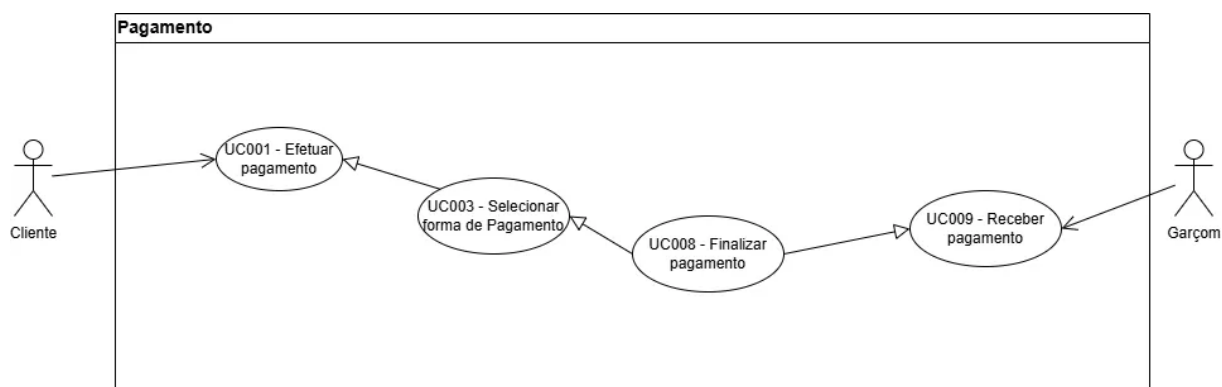 Pagamento
UC001 - Efetuar
pagamento
UC003 - Selecionar
forma de Pagamento
UC008 - Finalizar
pagamento
UC009 - Receber
pagamento
Cliente
Garçom